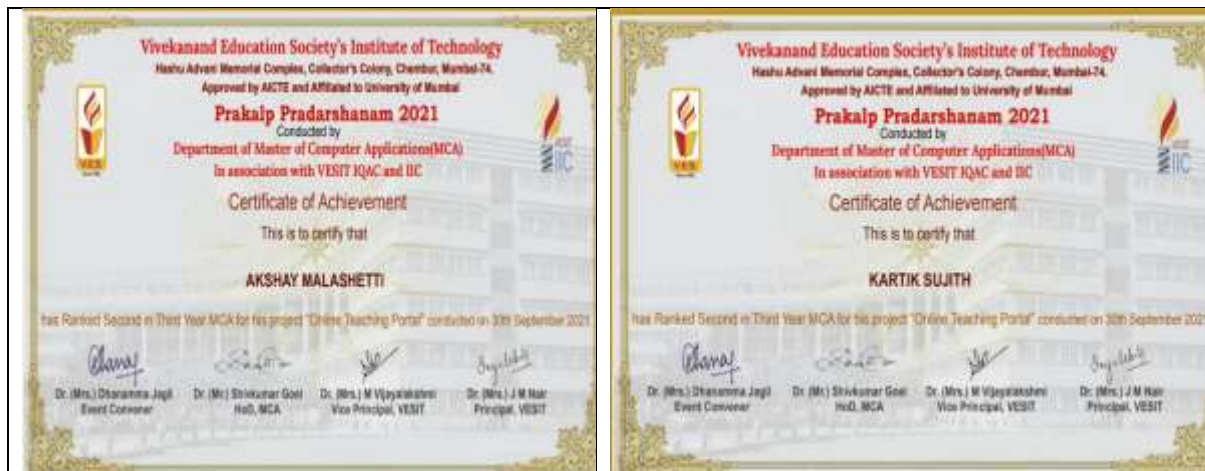 Vivekanand Education Society's Institute of Technology
Hashu Advani Memorial Complex, Collector's Colony, Chembur, Mumbai-74.
Approved by AICTE and Affiliated to University of Mumbai
Prakalp Pradarshanam 2021
Conducted by
Department of Master of Computer Applications(MCA)
In association with VESIT IQAC and IIC
VES
IIC
Certificate of Achievement
This is to certify that
AKSHAY MALASHETTI
has Ranked Second in Third Year MCA for his project "Online Teaching Portal" conducted on 30th September 2021
Dr. (Mrs.) Dhanamma Jagli
Event Convener
Dr. (Mr.) Shivkumar Goel
HoD, MCA
Dr. (Mrs.) M Vijayalakshmi
Vice Principal, VESIT
Dr. (Mrs.) J M Nair
Principal, VESIT
Vivekanand Education Society's Institute of Technology
Hashu Advani Memorial Complex, Collector's Colony, Chembur, Mumbai-74.
Approved by AICTE and Affiliated to University of Mumbai
Prakalp Pradarshanam 2021
Conducted by
Department of Master of Computer Applications(MCA)
In association with VESIT IQAC and IIC
VES
IIC
Certificate of Achievement
This is to certify that
KARTIK SUJITH
has Ranked Second in Third Year MCA for his project "Online Teaching Portal" conducted on 30th September 2021
Dr. (Mrs.) Dhanamma Jagli
Event Convener
Dr. (Mr.) Shivkumar Goel
HoD, MCA
Dr. (Mrs.) M Vijayalakshmi
Vice Principal, VESIT
Dr. (Mrs.) J M Nair
Principal, VESIT